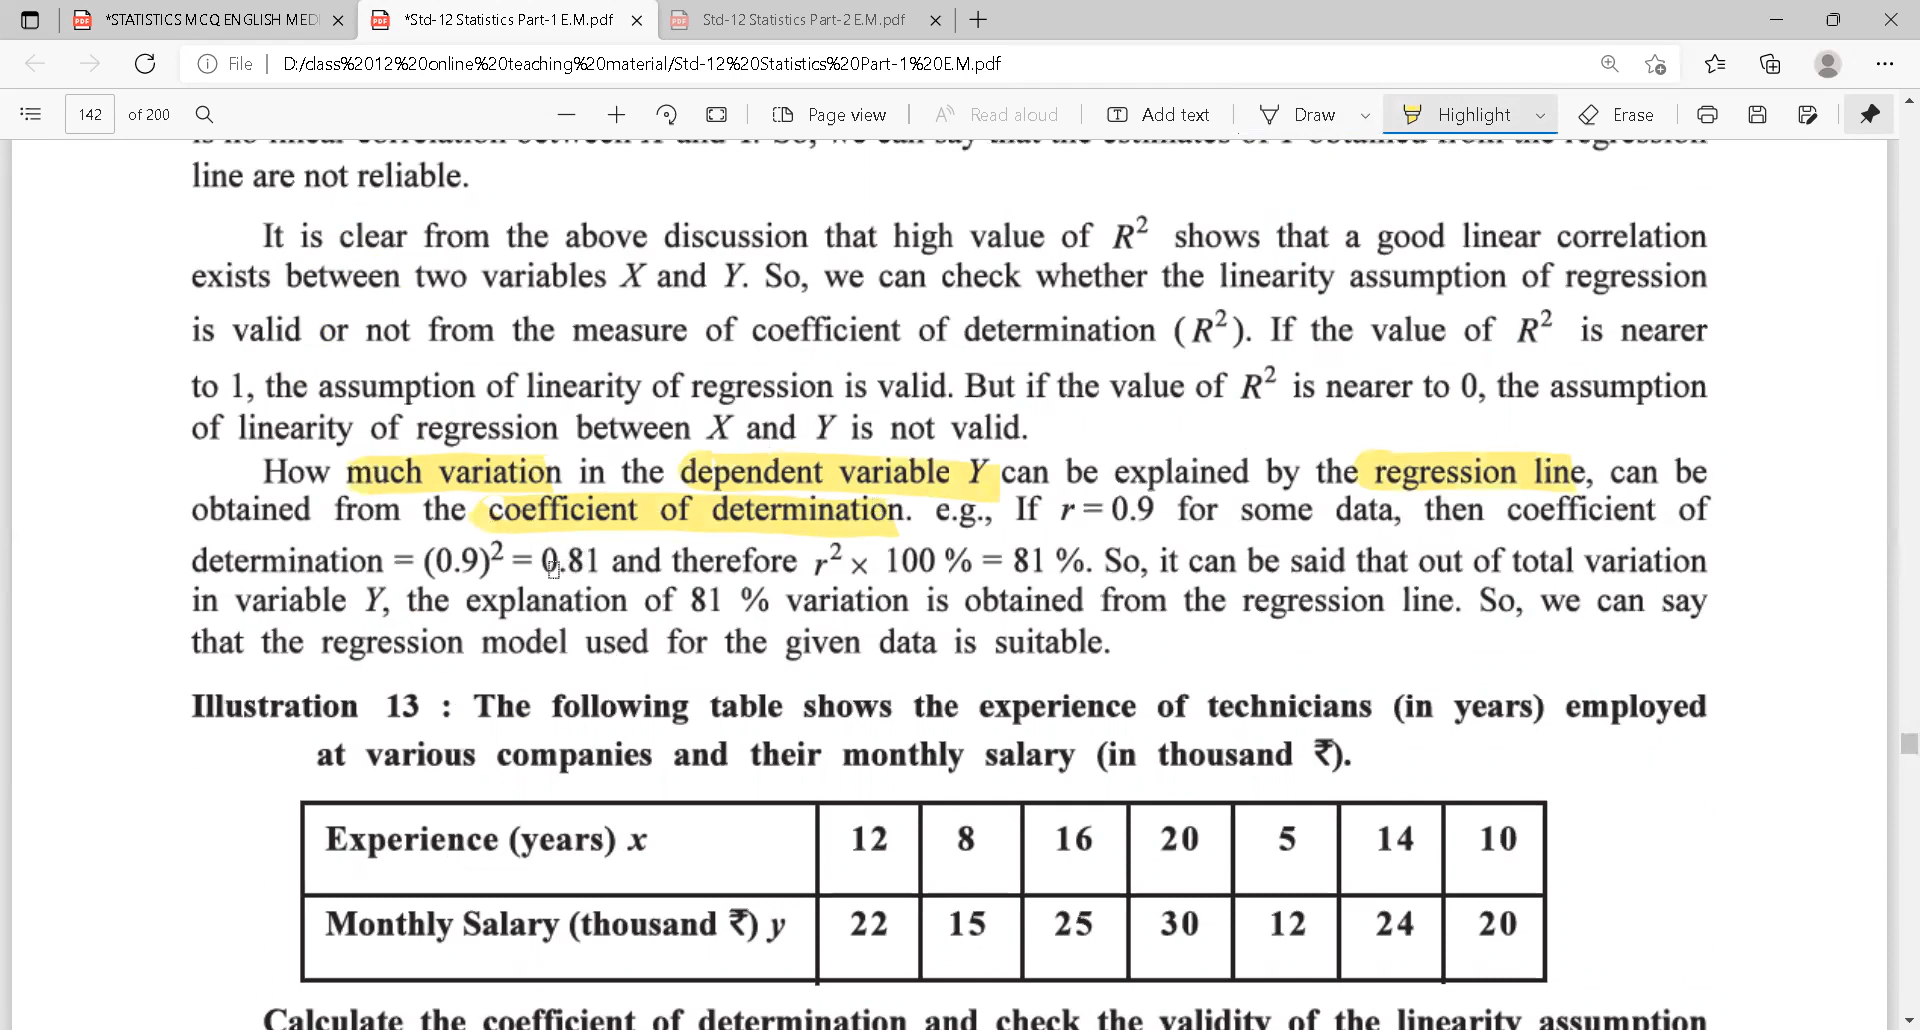 *STATISTICS MCQ ENGLISH MEDI
*Std-12 Statistics Part-1 E.M.pdf
Std-12 Statistics Part-2 E.M.pdf
File | D:/class%2012%20online%20teaching%20material/Std-12%20Statistics%20Part-1%20E.M.pdf
142 of 200
Page view
Read aloud
Add text
Draw
Highlight
Erase
line are not reliable.
It is clear from the above discussion that high value of R² shows that a good linear correlation
exists between two variables X and Y. So, we can check whether the linearity assumption of regression
is valid or not from the measure of coefficient of determination (R²). If the value of R² is nearer
to 1, the assumption of linearity of regression is valid. But if the value of R² is nearer to 0, the assumption
of linearity of regression between X and Y is not valid.
How much variation in the dependent variable Y can be explained by the regression line, can be
obtained from the coefficient of determination. e.g., If r = 0.9 for some data, then coefficient of
determination = (0.9)² = 0.81 and therefore r² × 100 % = 81 %. So, it can be said that out of total variation
in variable Y, the explanation of 81 % variation is obtained from the regression line. So, we can say
that the regression model used for the given data is suitable.
Illustration 13 : The following table shows the experience of technicians (in years) employed
at various companies and their monthly salary (in thousand ₹).
Experience (years) x 12 8 16 20 5 14 10
Monthly Salary (thousand ₹) y 22 15 25 30 12 24 20
Calculate the coefficient of determination and check the validity of the linearity assumption